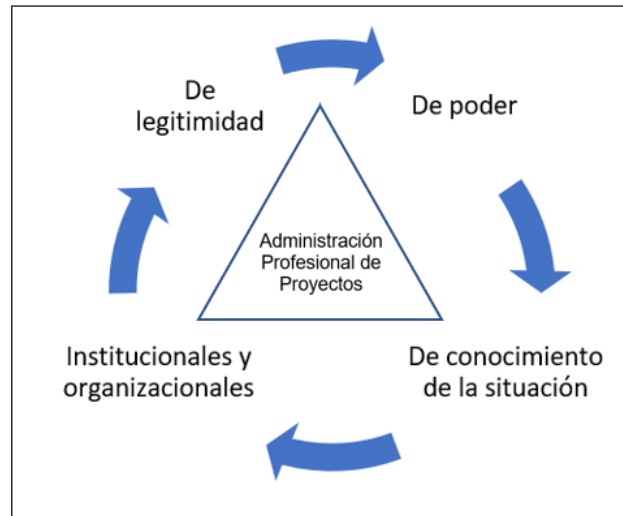 De
legitimidad
De poder
Administración
Profesional de
Proyectos
Institucionales y
organizacionales
De conocimiento
de la situación